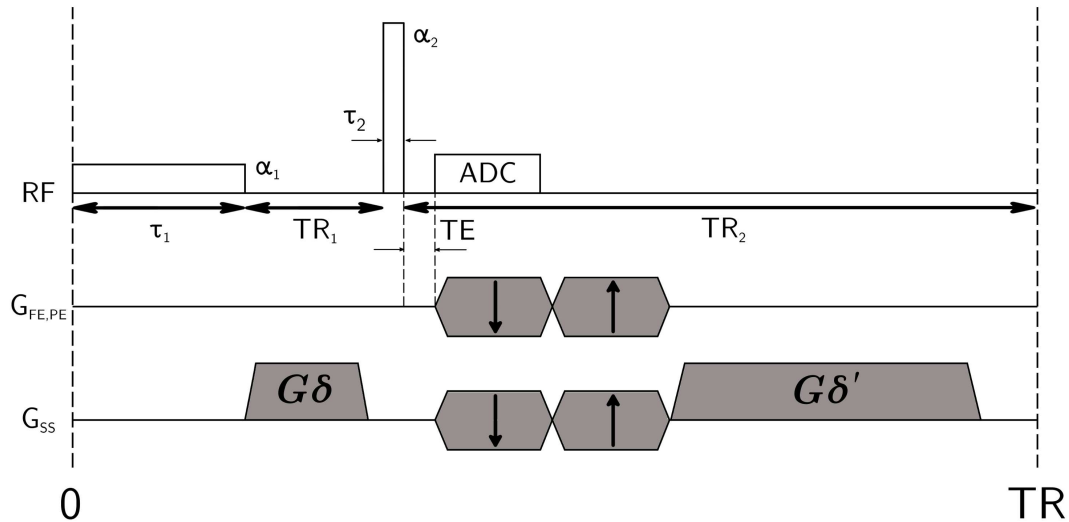 α₂
τ₂
α₁
ADC
RF
τ₁
TR₁
TE
TR₂
G_FE,PE
Gδ
Gδ′
G_SS
0
TR